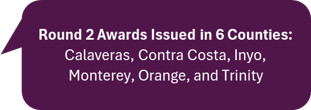 Round 2 Awards Issued in 6 Counties:
Calaveras, Contra Costa, Inyo,
Monterey, Orange, and Trinity